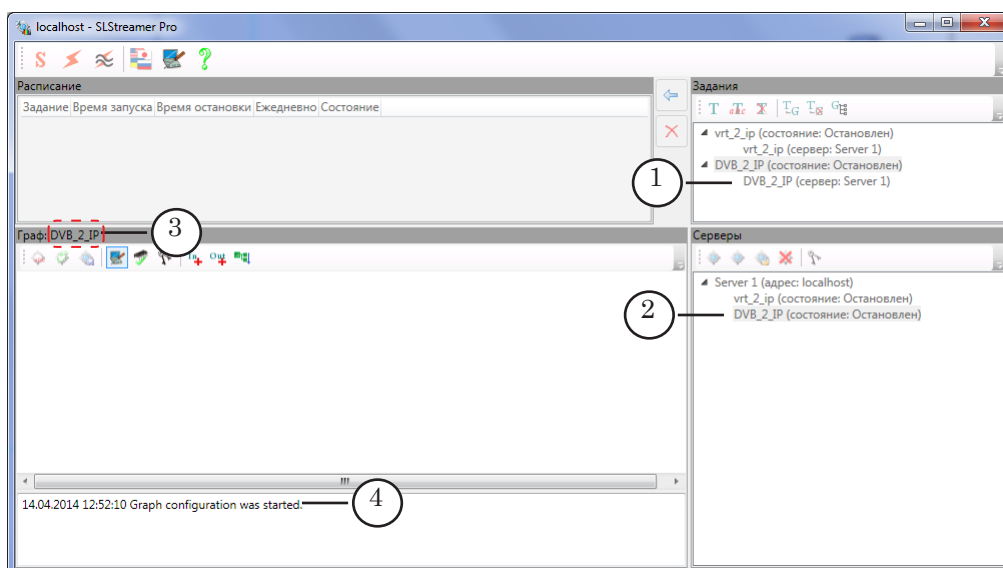 localhost - SLStreamer Pro
Расписание
Задание Время запуска Время остановки Ежедневно Состояние
Задания
vrt_2_ip (состояние: Остановлен)
vrt_2_ip (сервер: Server 1)
DVB_2_IP (состояние: Остановлен)
DVB_2_IP (сервер: Server 1)
1
Граф: DVB_2_IP
3
In
Out
Серверы
Server 1 (адрес: localhost)
vrt_2_ip (состояние: Остановлен)
DVB_2_IP (состояние: Остановлен)
2
14.04.2014 12:52:10 Graph configuration was started.
4